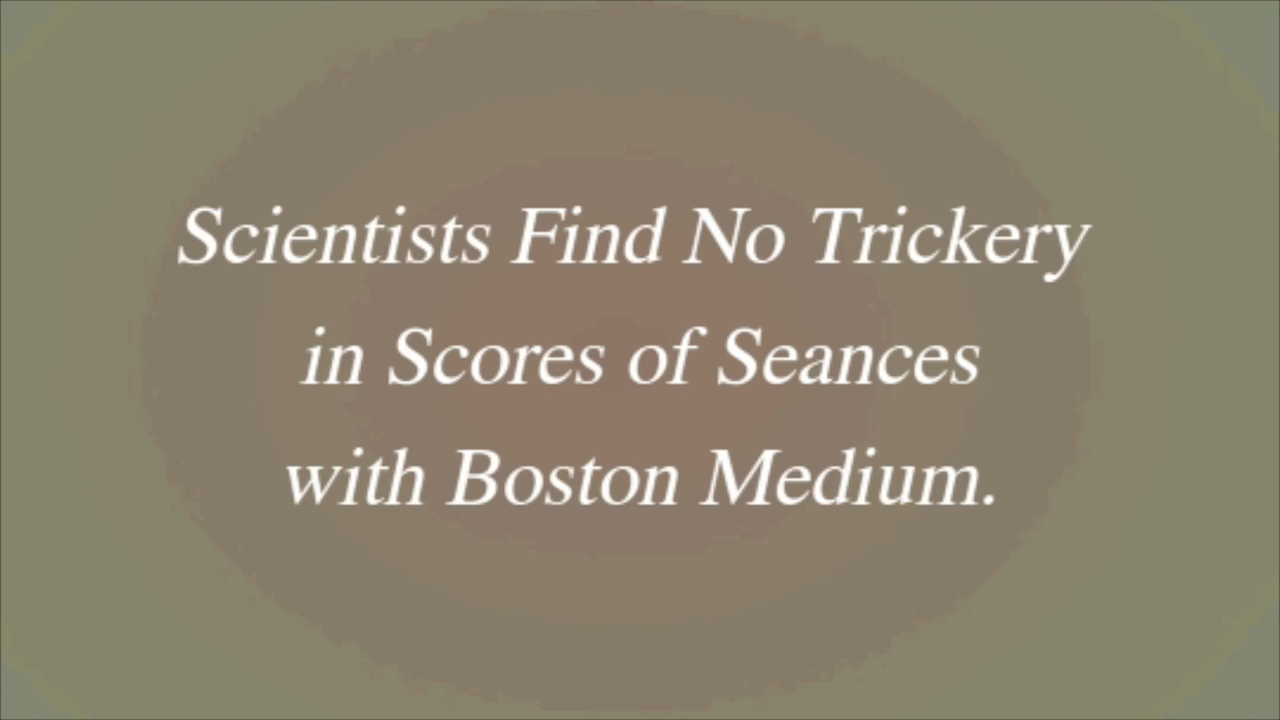 Scientists Find No Trickery
in Scores of Seances
with Boston Medium.